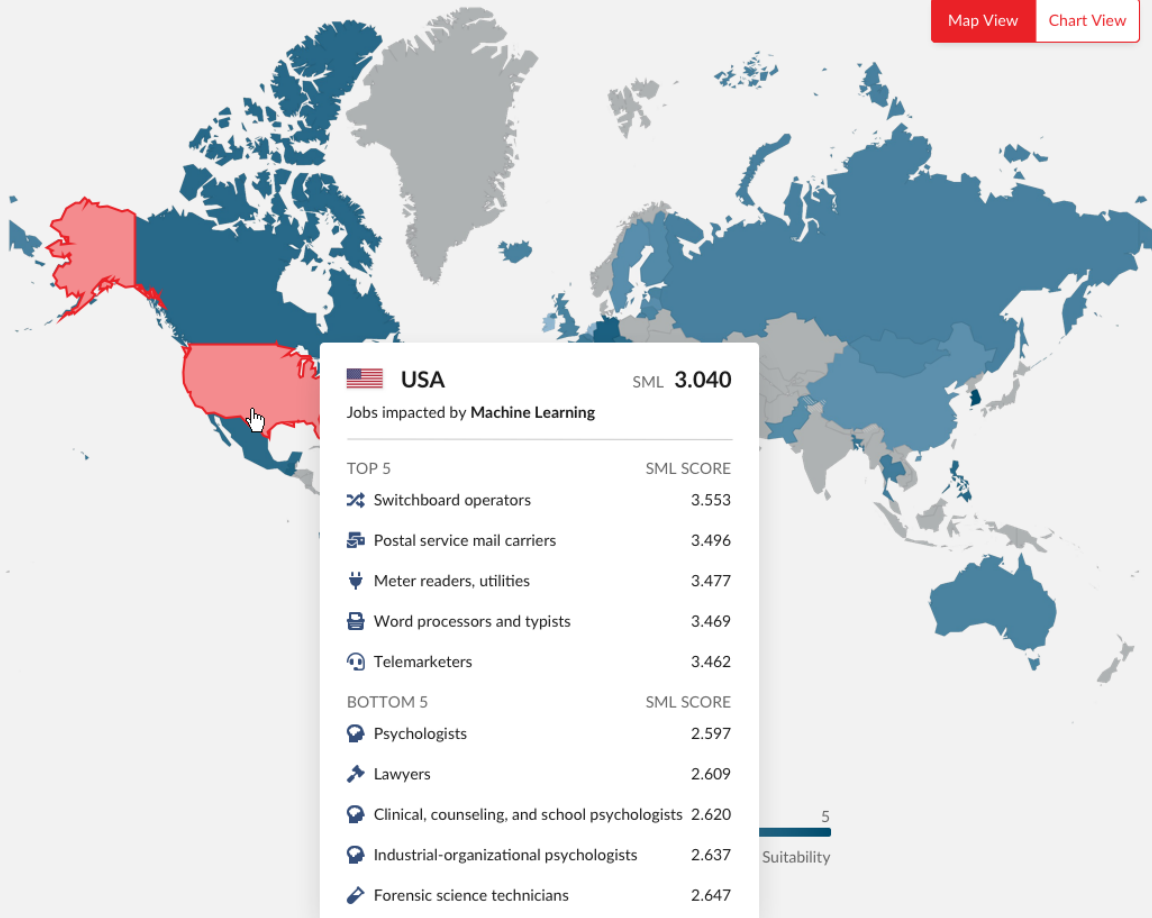 Map View Chart View
USA SML 3.040
Jobs impacted by Machine Learning
TOP 5 SML SCORE
Switchboard operators 3.553
Postal service mail carriers 3.496
Meter readers, utilities 3.477
Word processors and typists 3.469
Telemarketers 3.462
BOTTOM 5 SML SCORE
Psychologists 2.597
Lawyers 2.609
Clinical, counseling, and school psychologists 2.620
5
Industrial-organizational psychologists 2.637
Suitability
Forensic science technicians 2.647